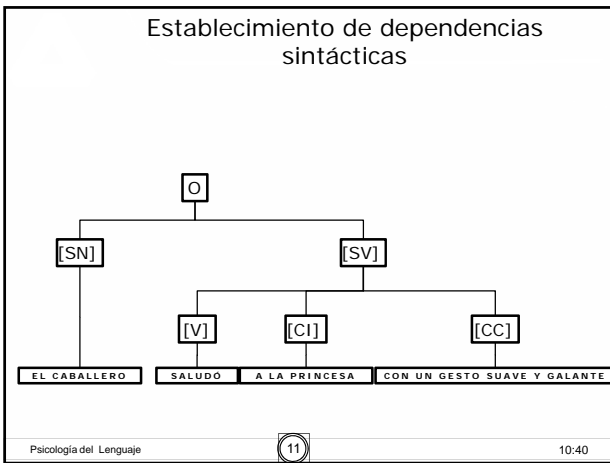 Establecimiento de dependencias
sintácticas
O
[SN] [SV]
[V] [CI] [CC]
EL CABALLERO SALUDÓ A LA PRINCESA CON UN GESTO SUAVE Y GALANTE
Psicología del Lenguaje 11 10:40